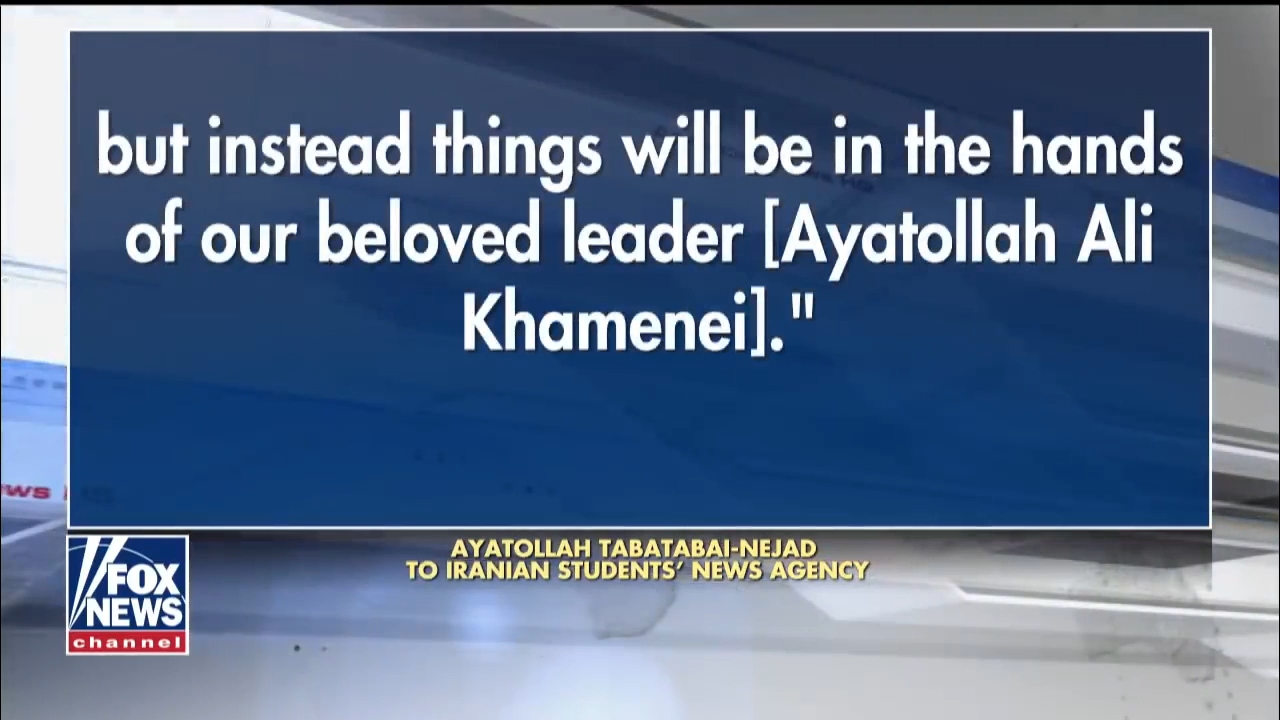 but instead things will be in the hands
of our beloved leader [Ayatollah Ali
Khamenei]."
AYATOLLAH TABATABAI-NEJAD
TO IRANIAN STUDENTS' NEWS AGENCY
FOX
NEWS
channel